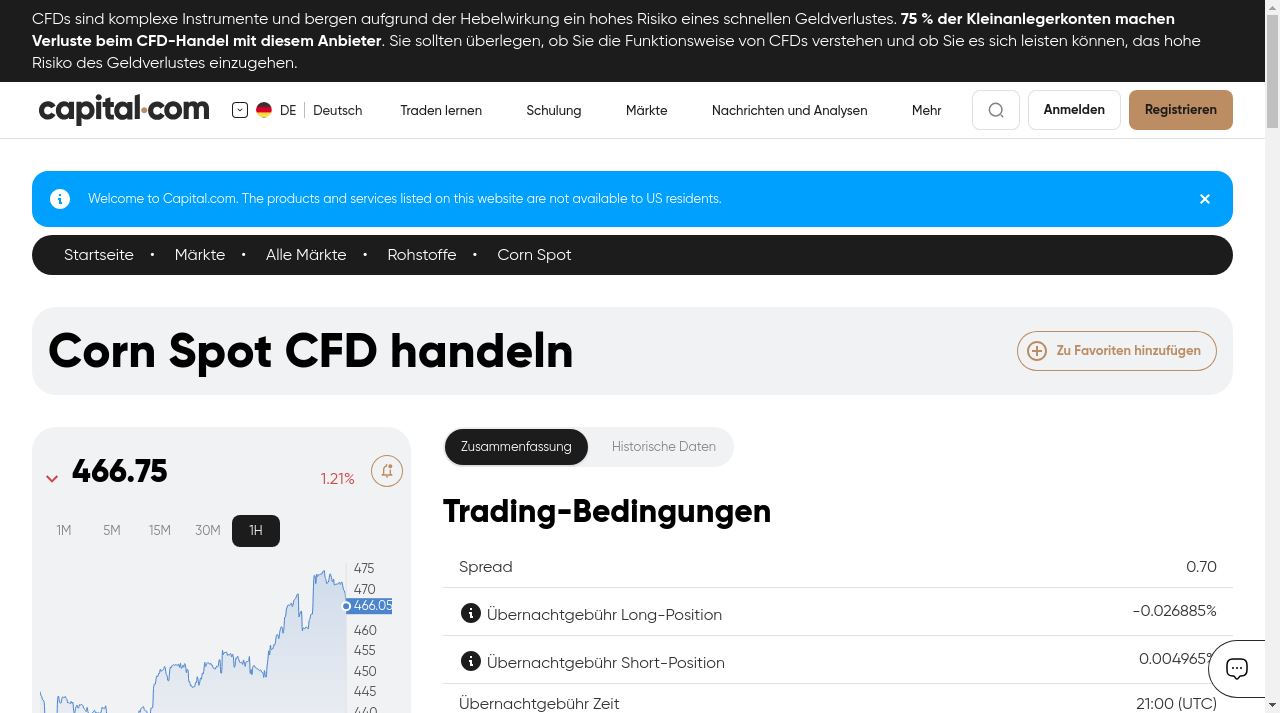 CFDs sind komplexe Instrumente und bergen aufgrund der Hebelwirkung ein hohes Risiko eines schnellen Geldverlustes. 75 % der Kleinanlegerkonten machen
Verluste beim CFD-Handel mit diesem Anbieter. Sie sollten überlegen, ob Sie die Funktionsweise von CFDs verstehen und ob Sie es sich leisten können, das hohe
Risiko des Geldverlustes einzugehen.
capital.com DE Deutsch Traden lernen Schulung Märkte Nachrichten und Analysen Mehr Anmelden Registrieren
Welcome to Capital.com. The products and services listed on this website are not available to US residents.
Startseite • Märkte • Alle Märkte • Rohstoffe • Corn Spot
Corn Spot CFD handeln
Zu Favoriten hinzufügen
466.75 1.21%
1M 5M 15M 30M 1H
475
470
466.05
460
455
450
445
440
Zusammenfassung Historische Daten
Trading-Bedingungen
Spread 0.70
Übernachtgebühr Long-Position -0.026885%
Übernachtgebühr Short-Position 0.004965%
Übernachtgebühr Zeit 21:00 (UTC)